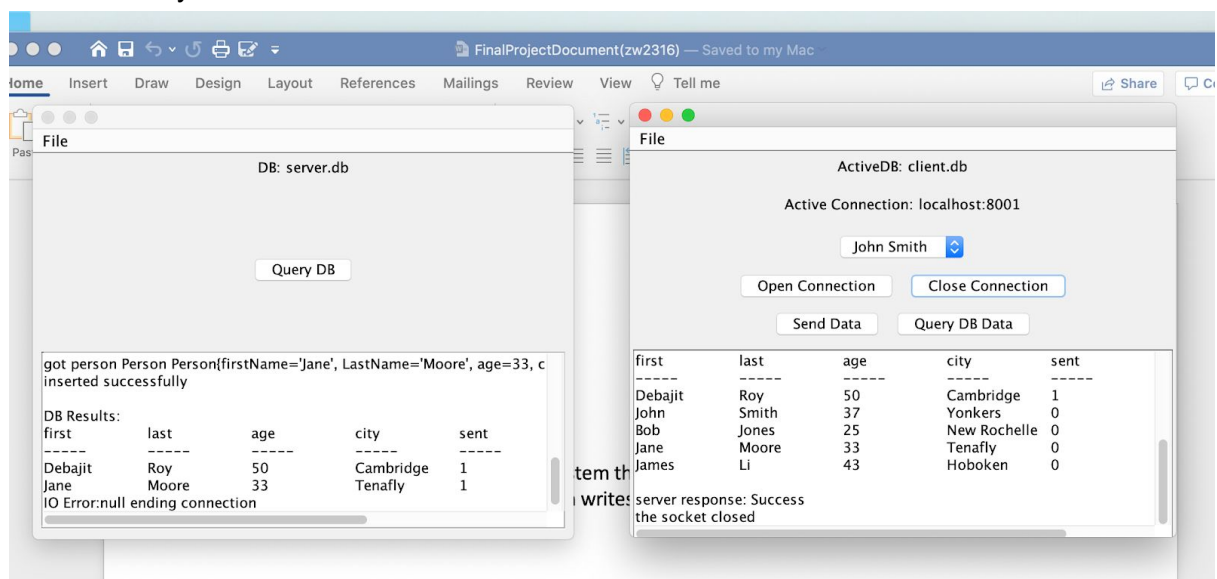 FinalProjectDocument(zw2316) — Saved to my Mac
Home Insert Draw Design Layout References Mailings Review View Tell me Share
File
DB: server.db
Query DB
got person Person Person{firstName='Jane', LastName='Moore', age=33, c
inserted successfully
DB Results:
first last age city sent
----- ----- ----- ----- -----
Debajit Roy 50 Cambridge 1
Jane Moore 33 Tenafly 1
IO Error:null ending connection
File
ActiveDB: client.db
Active Connection: localhost:8001
John Smith
Open Connection Close Connection
Send Data Query DB Data
first last age city sent
----- ----- ----- ----- -----
Debajit Roy 50 Cambridge 1
John Smith 37 Yonkers 0
Bob Jones 25 New Rochelle 0
Jane Moore 33 Tenafly 0
James Li 43 Hoboken 0
server response: Success
the socket closed
writes